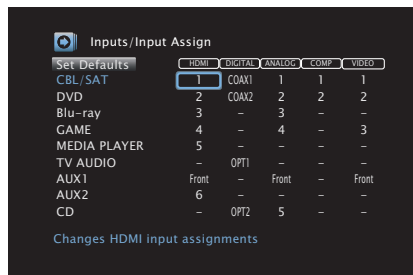 Inputs/Input Assign
Set Defaults HDMI DIGITAL ANALOG COMP VIDEO
CBL/SAT 1 COAX1 1 1 1
DVD 2 COAX2 2 2 2
Blu-ray 3 – 3 – –
GAME 4 – 4 – 3
MEDIA PLAYER 5 – – – –
TV AUDIO – OPT1 – – –
AUX1 Front – Front – Front
AUX2 6 – – – –
CD – OPT2 5 – –
Changes HDMI input assignments